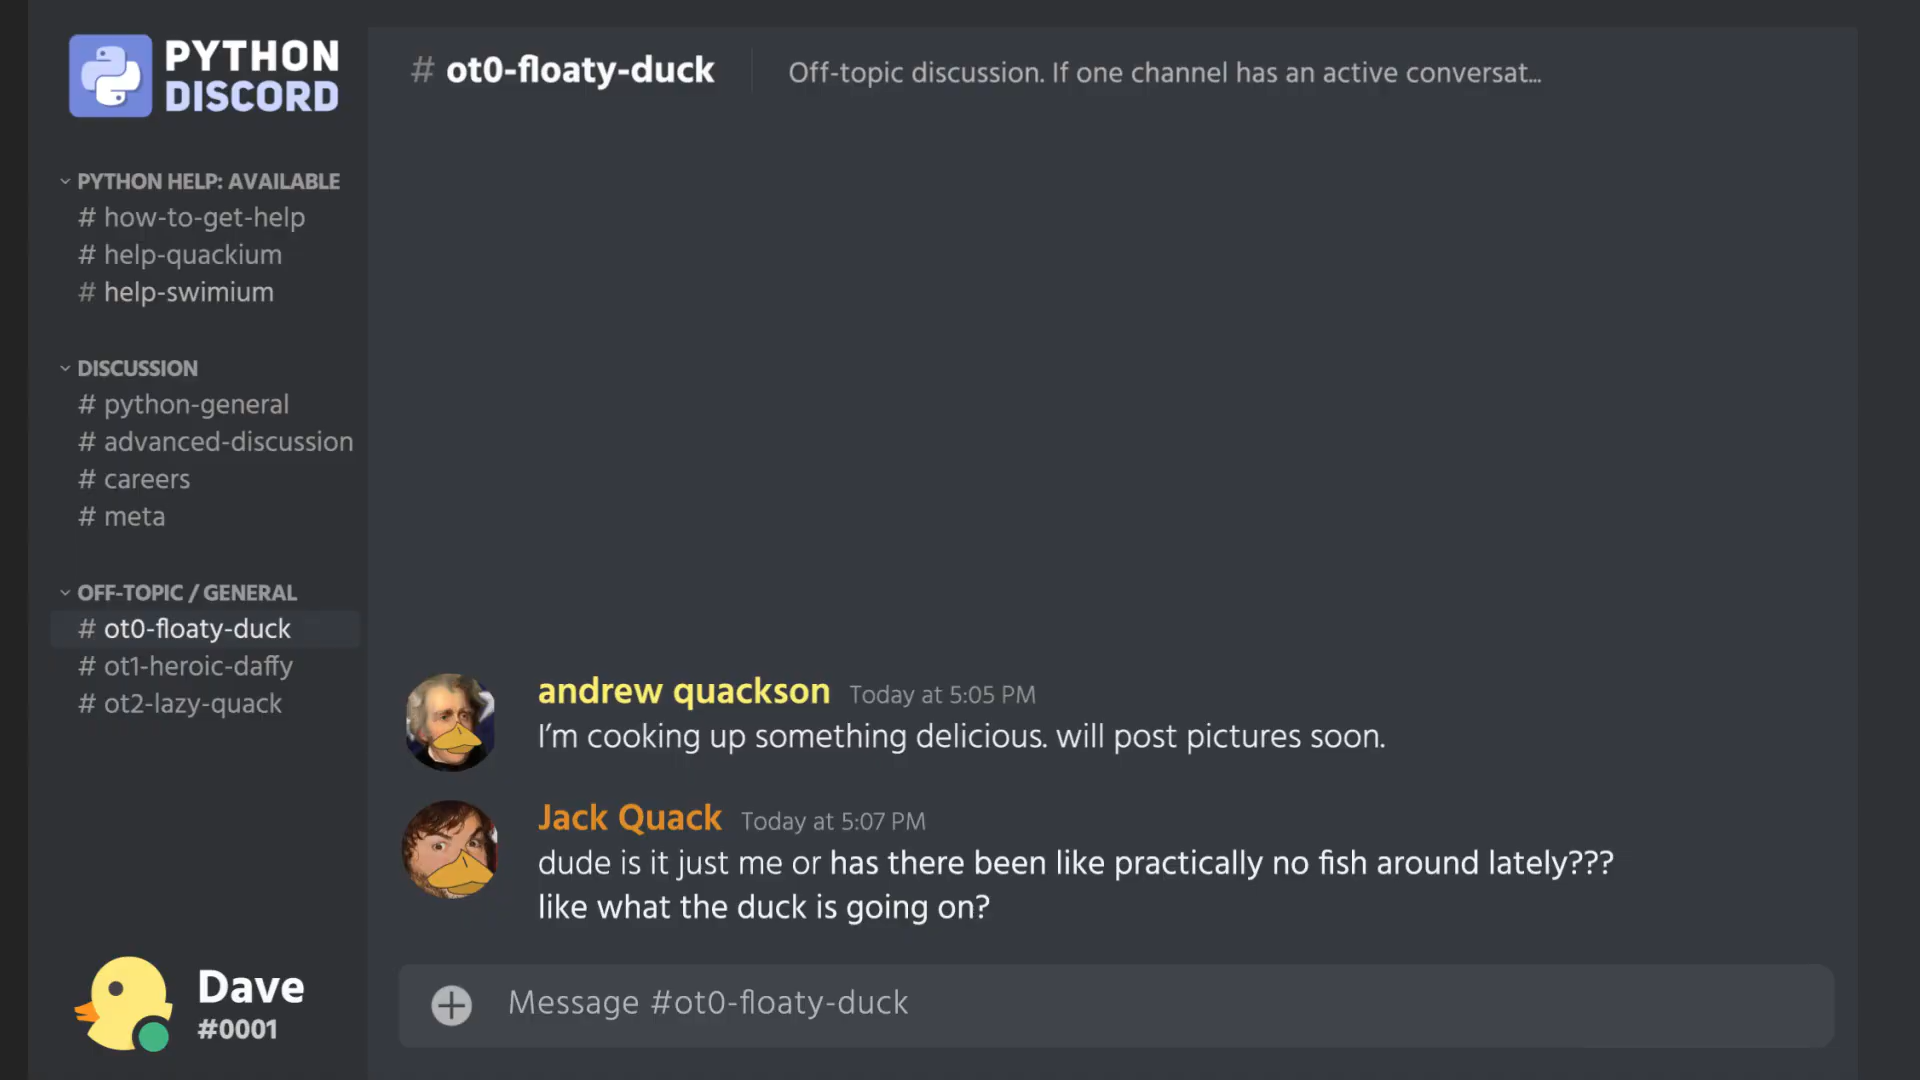 PYTHON
DISCORD
PYTHON HELP: AVAILABLE
# how-to-get-help
# help-quackium
# help-swimium
DISCUSSION
# python-general
# advanced-discussion
# careers
# meta
OFF-TOPIC / GENERAL
# ot0-floaty-duck
# ot1-heroic-daffy
# ot2-lazy-quack
Dave
#0001
# ot0-floaty-duck
Off-topic discussion. If one channel has an active conversat...
andrew quackson Today at 5:05 PM
I'm cooking up something delicious. will post pictures soon.
Jack Quack Today at 5:07 PM
dude is it just me or has there been like practically no fish around lately???
like what the duck is going on?
Message #ot0-floaty-duck